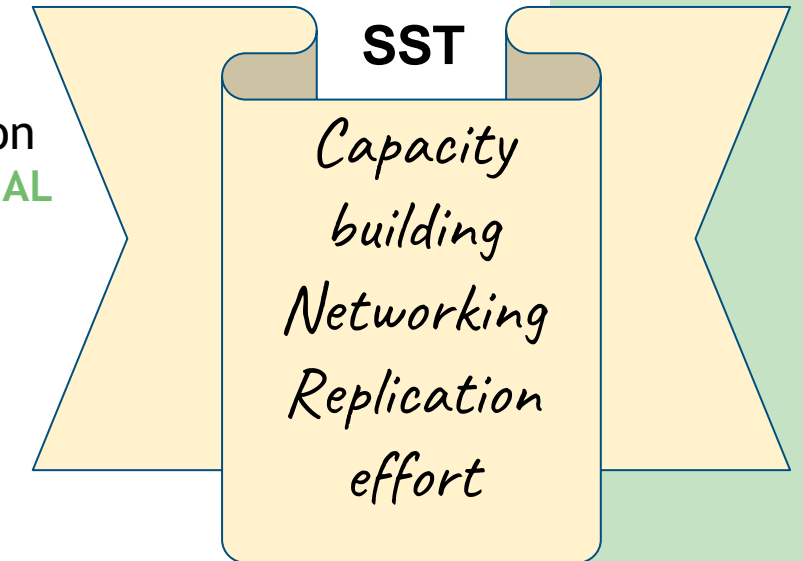 SST
on
AL
Capacity
building
Networking
Replication
effort